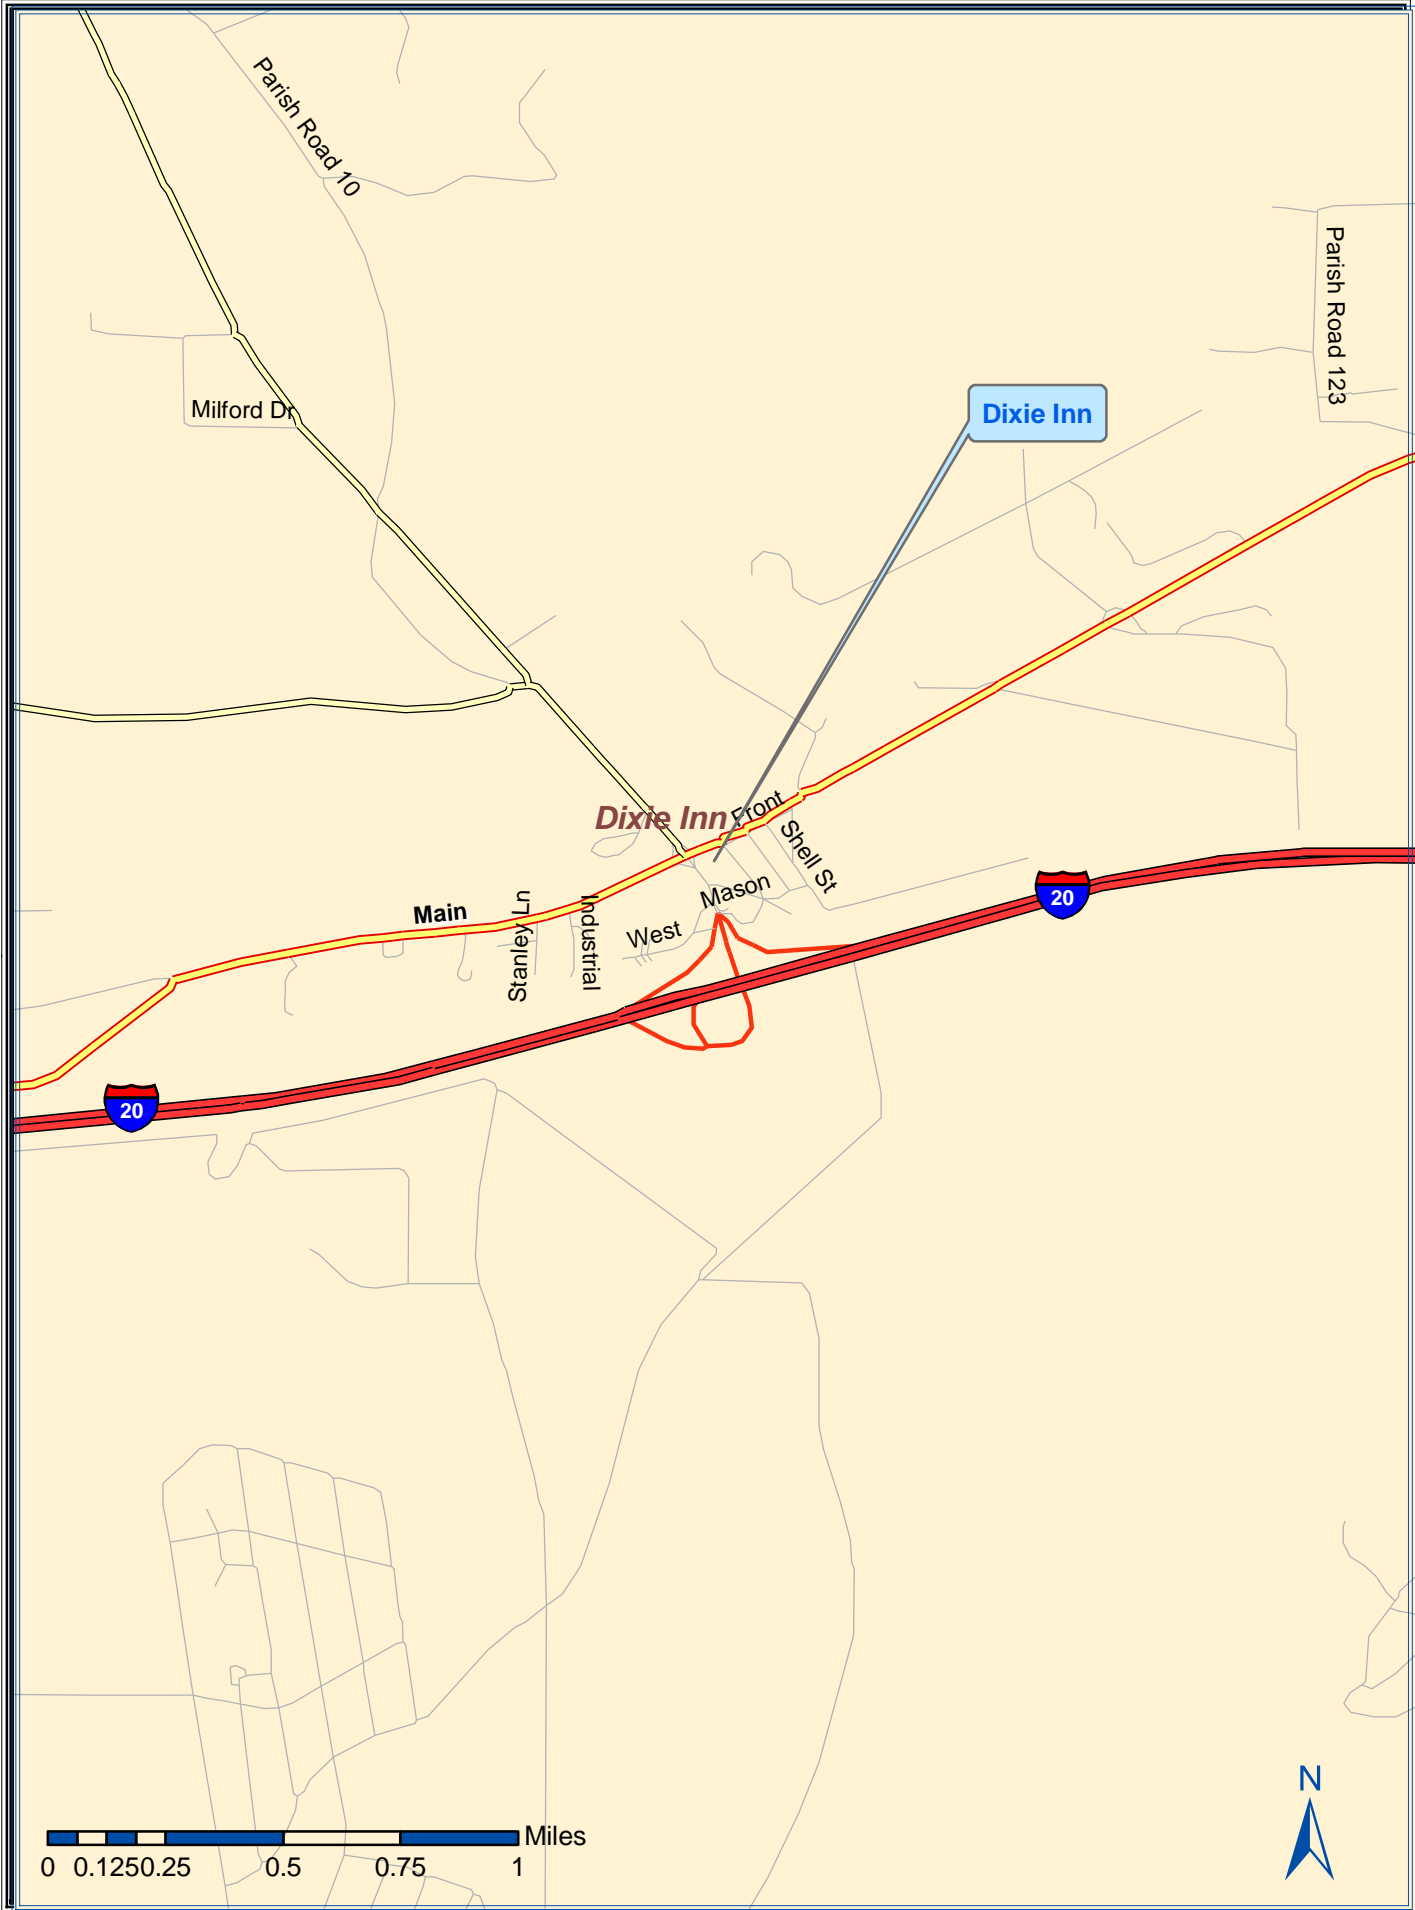 Parish Road 10
Parish Road 123
Milford Dr
Dixie Inn
Dixie Inn
Front
Shell St
Mason
Main
Stanley Ln
Industrial
West
20
20
N
Miles
0 0.125 0.25 0.5 0.75 1